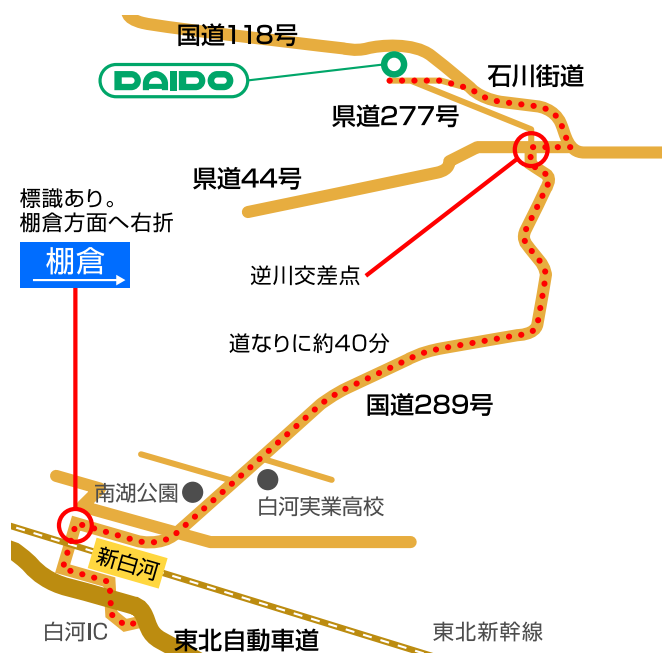 国道118号
DAIDO
石川街道
県道277号
県道44号
標識あり。
棚倉方面へ右折
棚倉
逆川交差点
道なりに約40分
国道289号
南湖公園
白河実業高校
新白河
白河IC
東北自動車道
東北新幹線